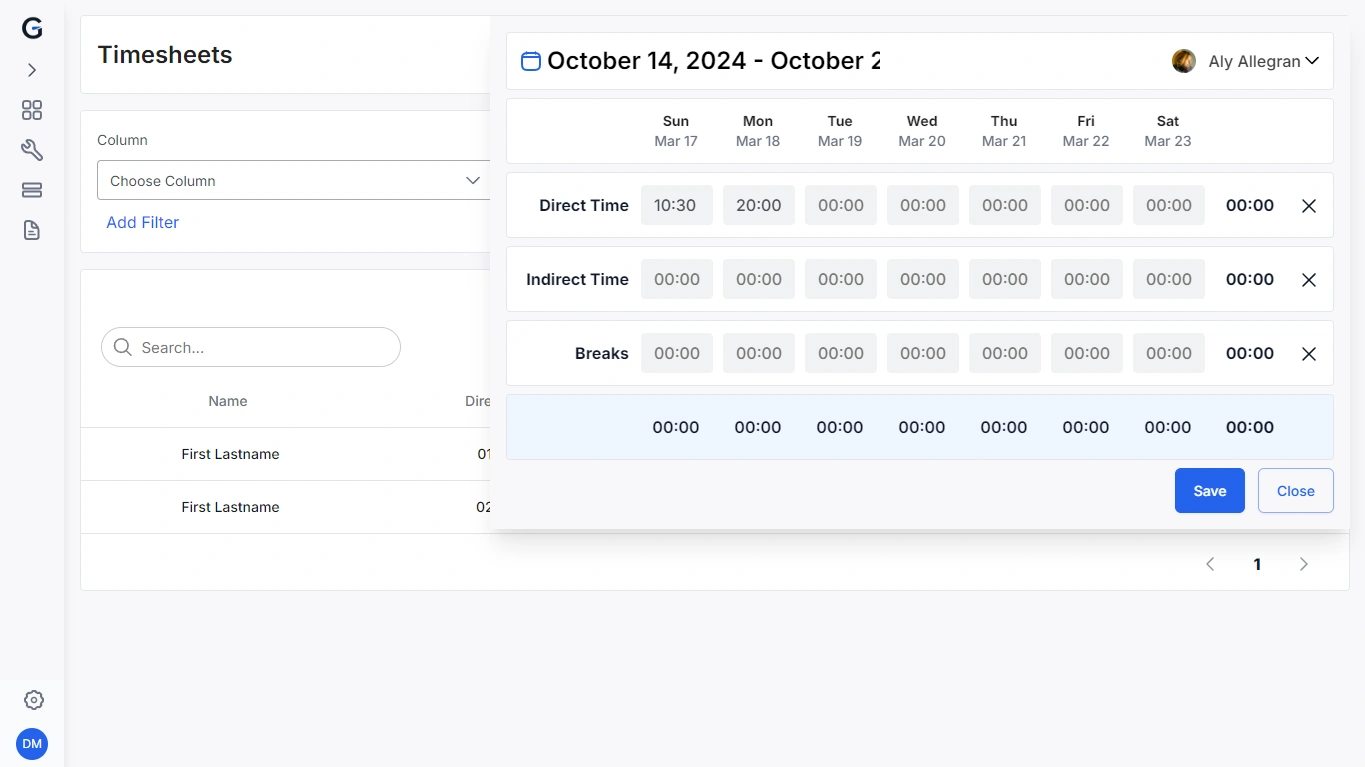 G
Timesheets
October 14, 2024 - October 2
Aly Allegran
Column
Choose Column
Add Filter
Sun Mon Tue Wed Thu Fri Sat
Mar 17 Mar 18 Mar 19 Mar 20 Mar 21 Mar 22 Mar 23
Direct Time 10:30 20:00 00:00 00:00 00:00 00:00 00:00 00:00
Indirect Time 00:00 00:00 00:00 00:00 00:00 00:00 00:00 00:00
Breaks 00:00 00:00 00:00 00:00 00:00 00:00 00:00 00:00
00:00 00:00 00:00 00:00 00:00 00:00 00:00 00:00
Save Close
Search...
Name Dire
First Lastname 01
First Lastname 02
1
DM